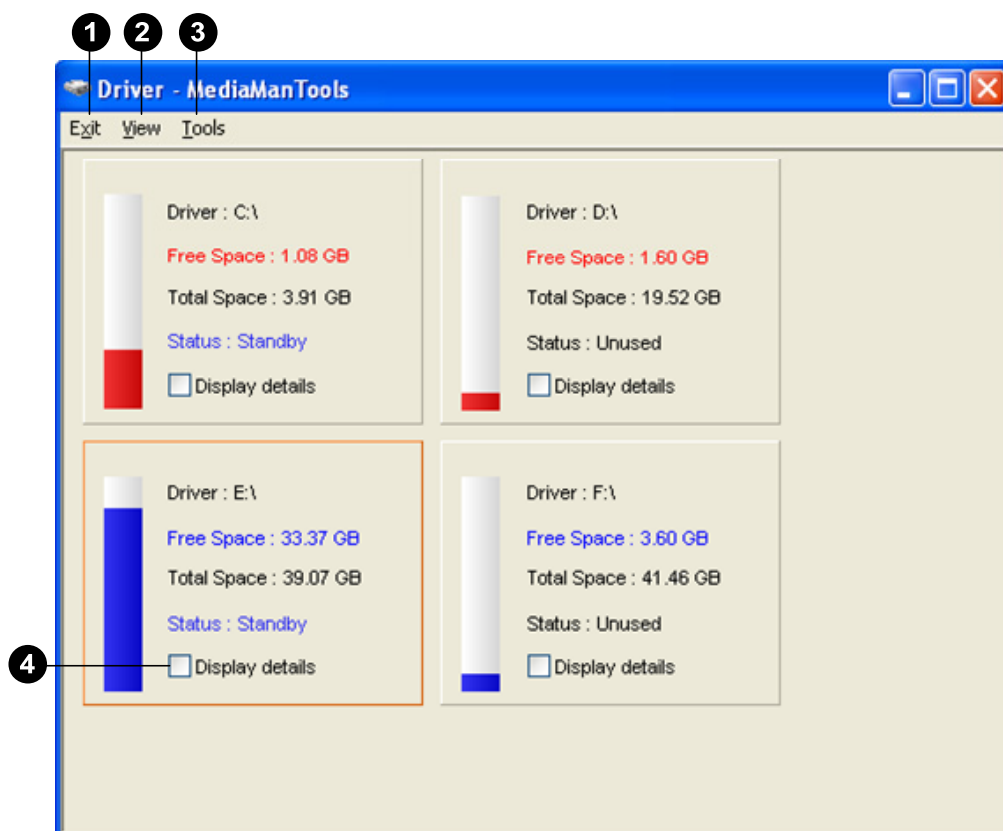 1 2 3
Driver - MediaManTools
Exit View Tools
Driver : C:\
Free Space : 1.08 GB
Total Space : 3.91 GB
Status : Standby
Display details
Driver : D:\
Free Space : 1.60 GB
Total Space : 19.52 GB
Status : Unused
Display details
Driver : E:\
Free Space : 33.37 GB
Total Space : 39.07 GB
Status : Standby
4 Display details
Driver : F:\
Free Space : 3.60 GB
Total Space : 41.46 GB
Status : Unused
Display details